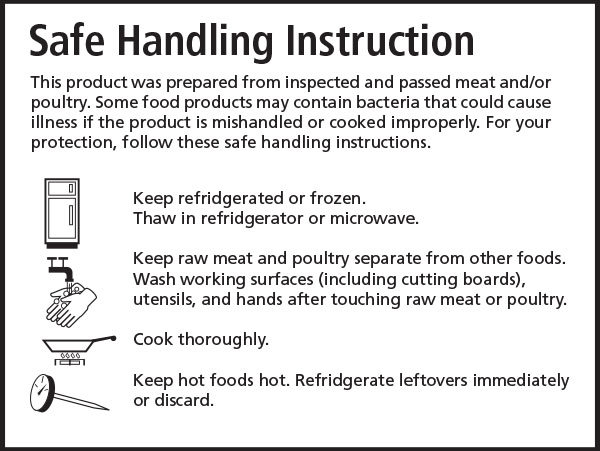 Safe Handling Instruction
This product was prepared from inspected and passed meat and/or
poultry. Some food products may contain bacteria that could cause
illness if the product is mishandled or cooked improperly. For your
protection, follow these safe handling instructions.
Keep refridgerated or frozen.
Thaw in refridgerator or microwave.
Keep raw meat and poultry separate from other foods.
Wash working surfaces (including cutting boards),
utensils, and hands after touching raw meat or poultry.
Cook thoroughly.
Keep hot foods hot. Refridgerate leftovers immediately
or discard.